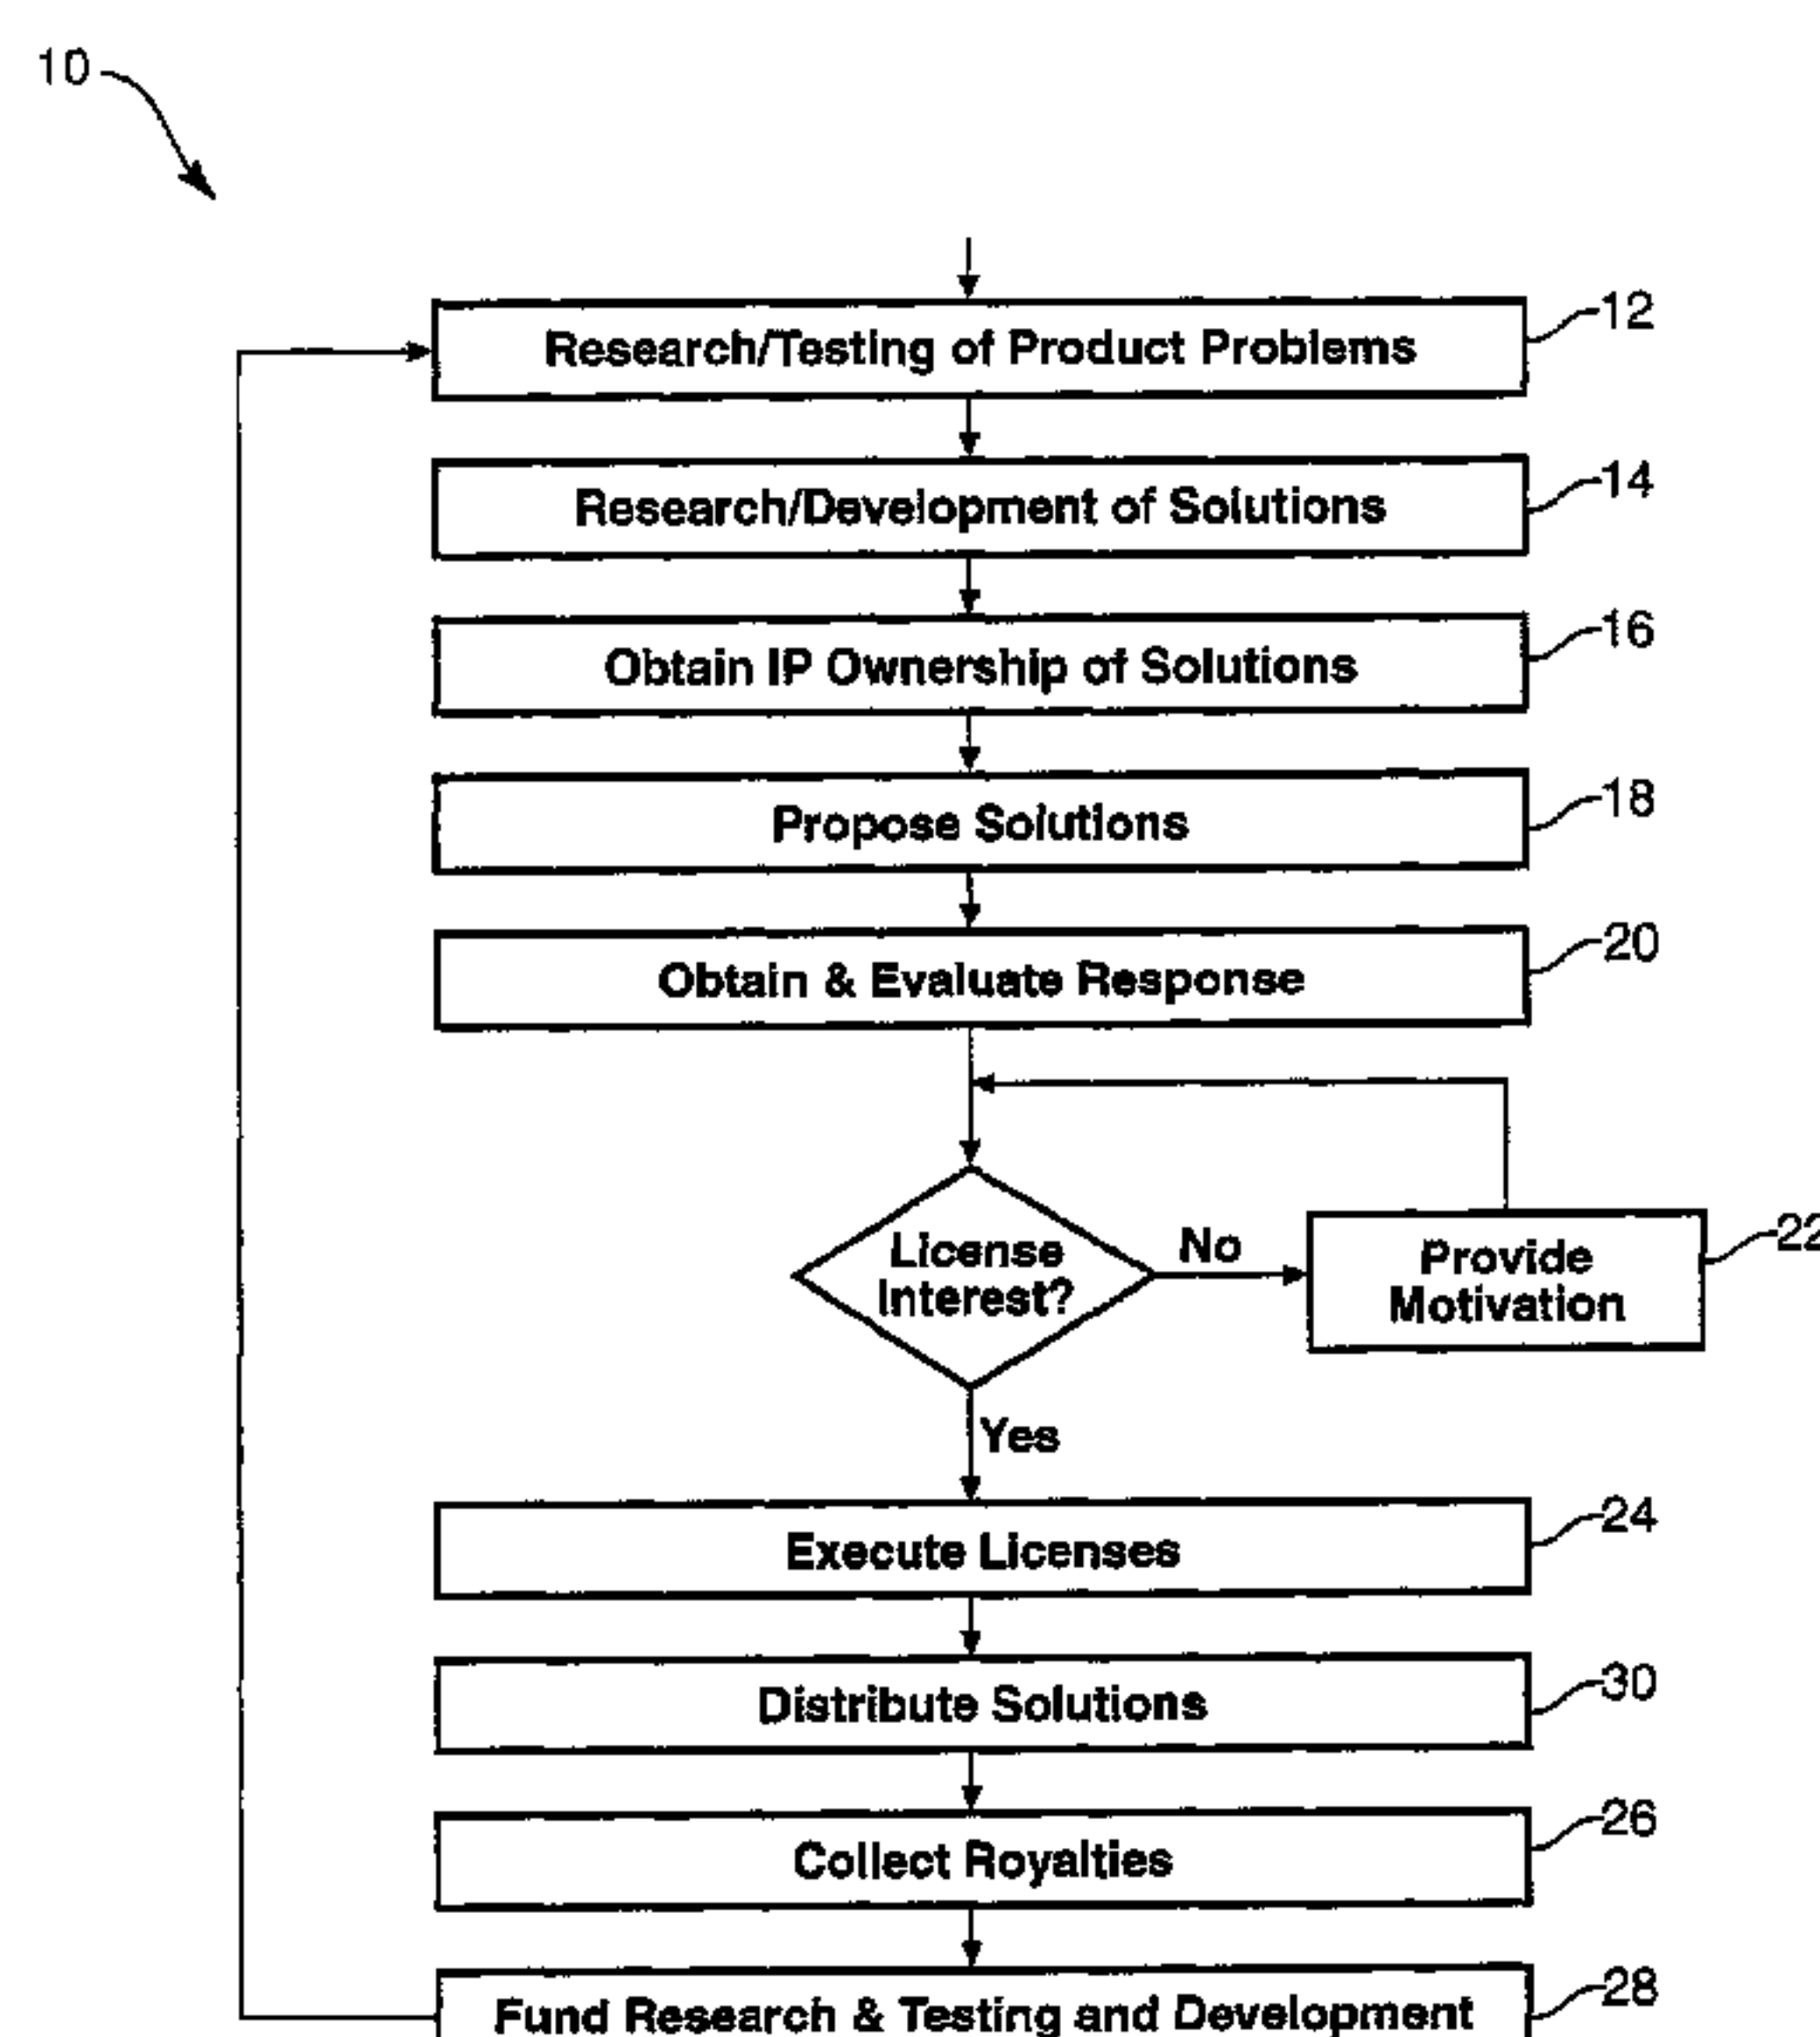 10
Research/Testing of Product Problems
12
Research/Development of Solutions
14
Obtain IP Ownership of Solutions
16
Propose Solutions
18
Obtain & Evaluate Response
20
License
Interest?
No
Provide
Motivation
22
Yes
Execute Licenses
24
Distribute Solutions
30
Collect Royalties
26
Fund Research & Testing and Development
28